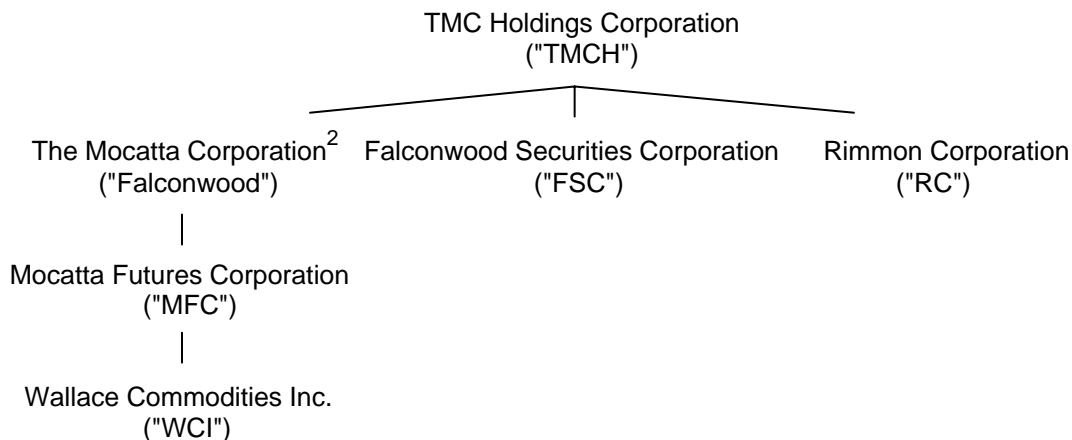 TMC Holdings Corporation
("TMCH")
The Mocatta Corporation2
("Falconwood")
Falconwood Securities Corporation
("FSC")
Rimmon Corporation
("RC")
Mocatta Futures Corporation
("MFC")
Wallace Commodities Inc.
("WCI")